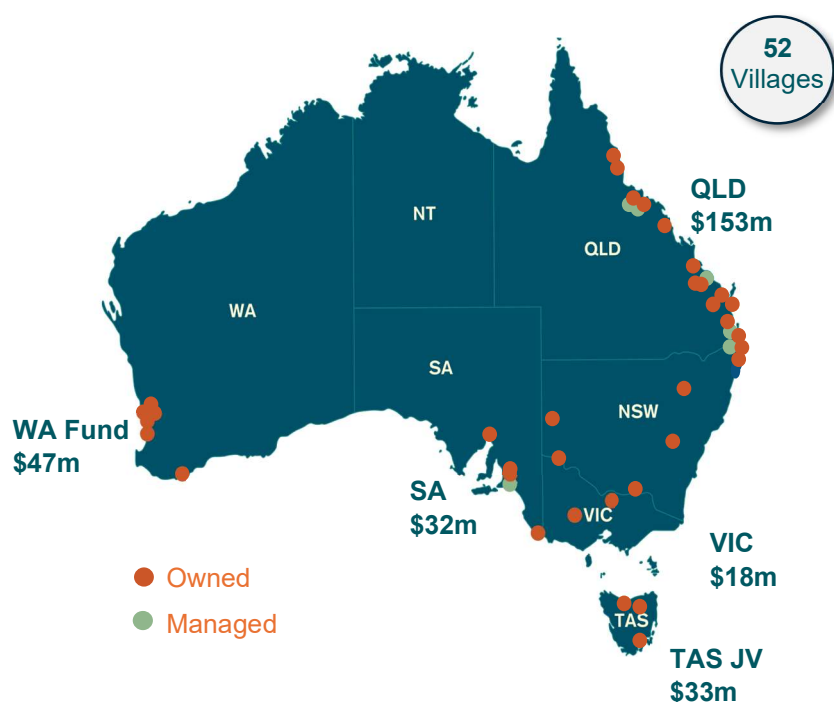 52
Villages
QLD
$153m
NT
QLD
WA
SA
NSW
WA Fund
$47m
SA
$32m
VIC
VIC
$18m
Owned
Managed
TAS
TAS JV
$33m